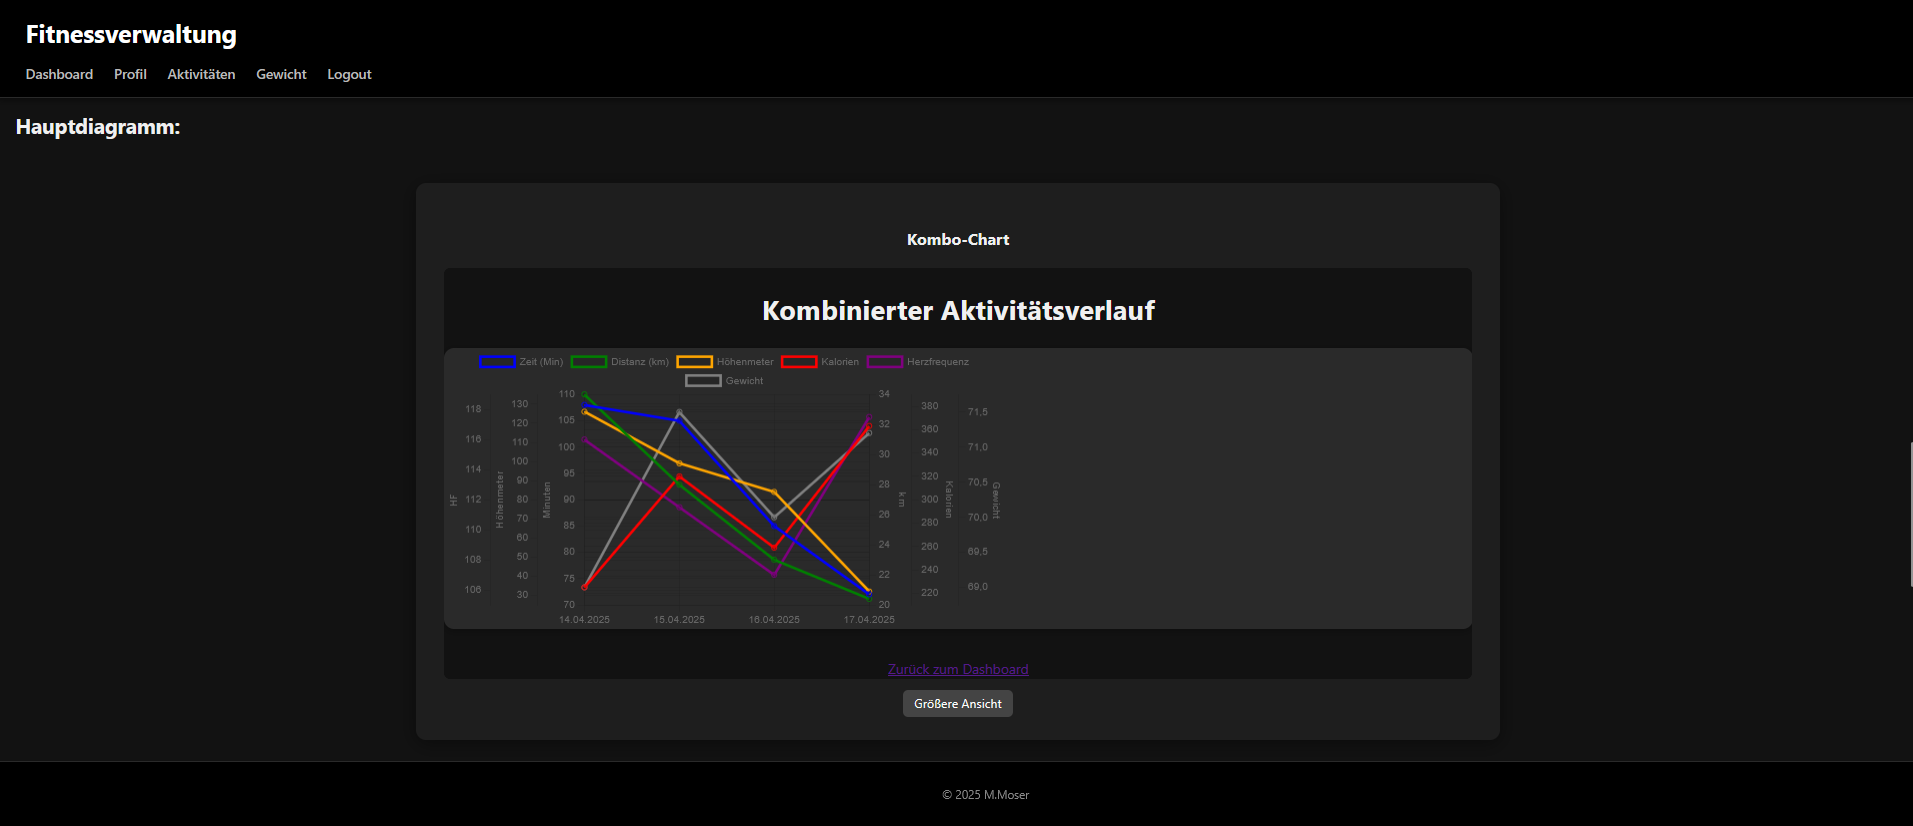 Fitnessverwaltung
Dashboard Profil Aktivitäten Gewicht Logout
Hauptdiagramm:
Kombo-Chart
Kombinierter Aktivitätsverlauf
Zeit (Min) Distanz (km) Höhenmeter Kalorien Herzfrequenz
Gewicht
HF
118
116
114
112
110
108
106
Höhenmeter
130
120
110
100
90
80
70
60
50
40
30
Minuten
110
105
100
95
90
85
80
75
70
34
32
30
28
26
24
22
20
km
380
360
340
320
300
280
260
240
220
Kalorien
71,5
71,0
70,5
70,0
69,5
69,0
Gewicht
14.04.2025 15.04.2025 16.04.2025 17.04.2025
Zurück zum Dashboard
Größere Ansicht
© 2025 M.Moser